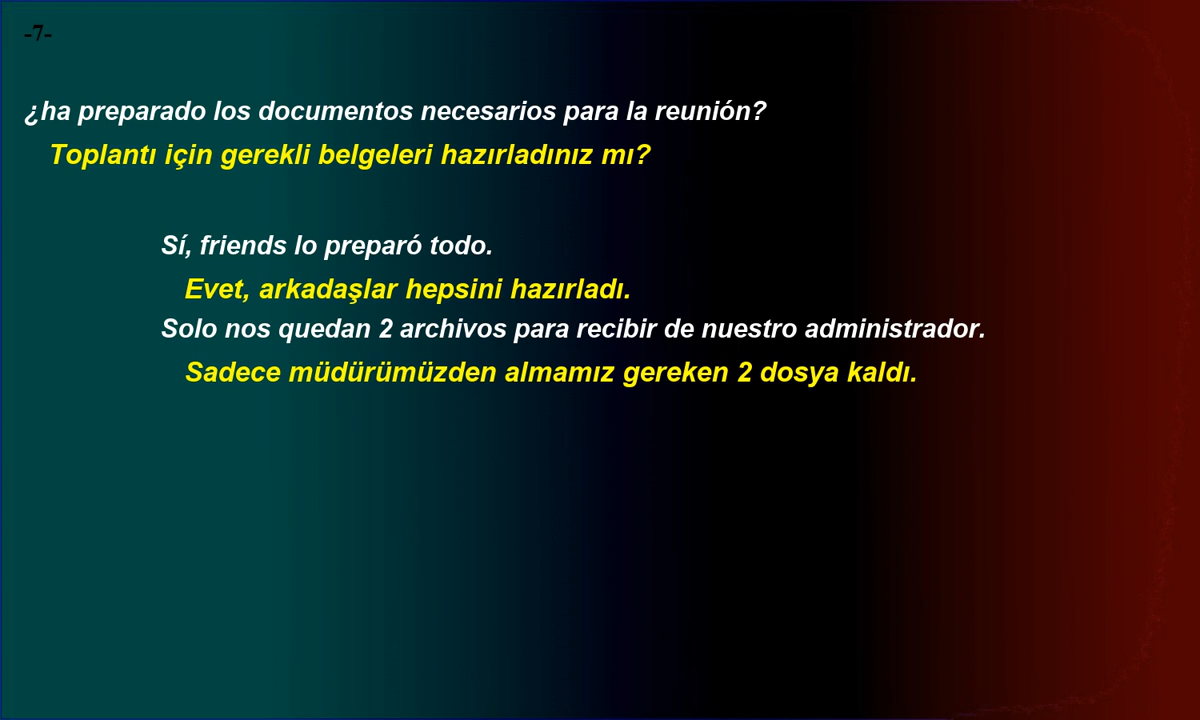 -7-
¿ha preparado los documentos necesarios para la reunión?
Toplantı için gerekli belgeleri hazırladınız mı?
Sí, friends lo preparó todo.
Evet, arkadaşlar hepsini hazırladı.
Solo nos quedan 2 archivos para recibir de nuestro administrador.
Sadece müdürümüzden almamız gereken 2 dosya kaldı.